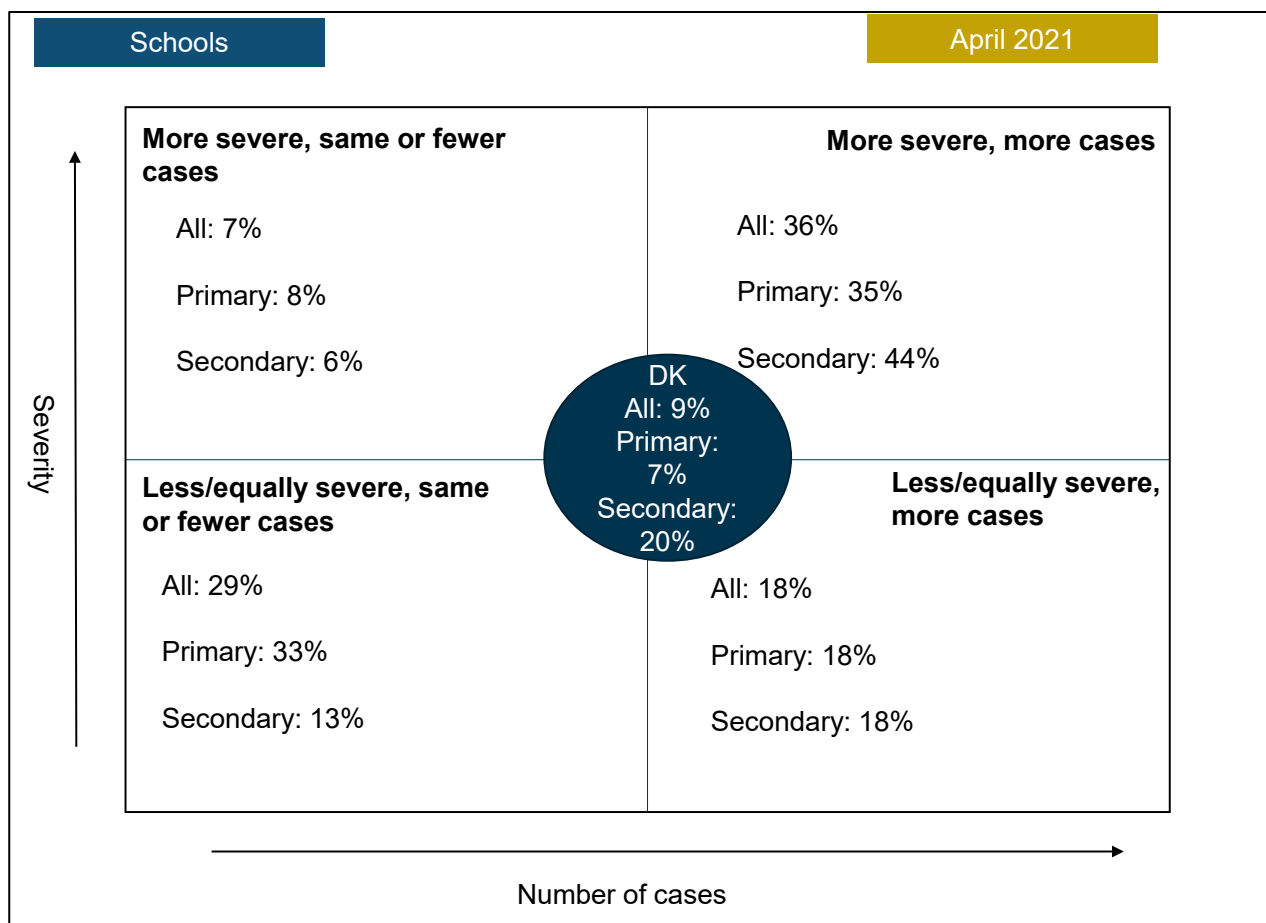 Schools
April 2021
More severe, same or fewer
cases
All: 7%
Primary: 8%
Secondary: 6%
More severe, more cases
All: 36%
Primary: 35%
Secondary: 44%
DK
All: 9%
Primary:
7%
Secondary:
20%
Less/equally severe, same
or fewer cases
All: 29%
Primary: 33%
Secondary: 13%
Less/equally severe,
more cases
All: 18%
Primary: 18%
Secondary: 18%
Severity
Number of cases